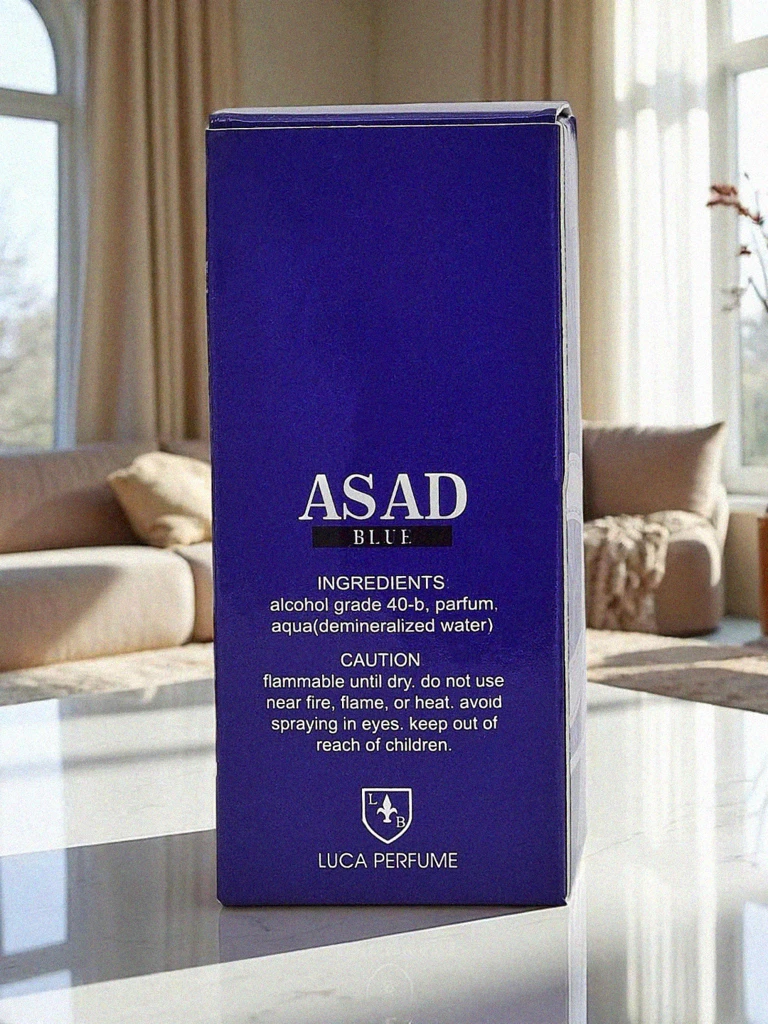 ASAD
BLUE
INGREDIENTS
alcohol grade 40-b, parfum,
aqua(demineralized water)
CAUTION
flammable until dry. do not use
near fire, flame, or heat. avoid
spraying in eyes. keep out of
reach of children.
L
B
LUCA PERFUME